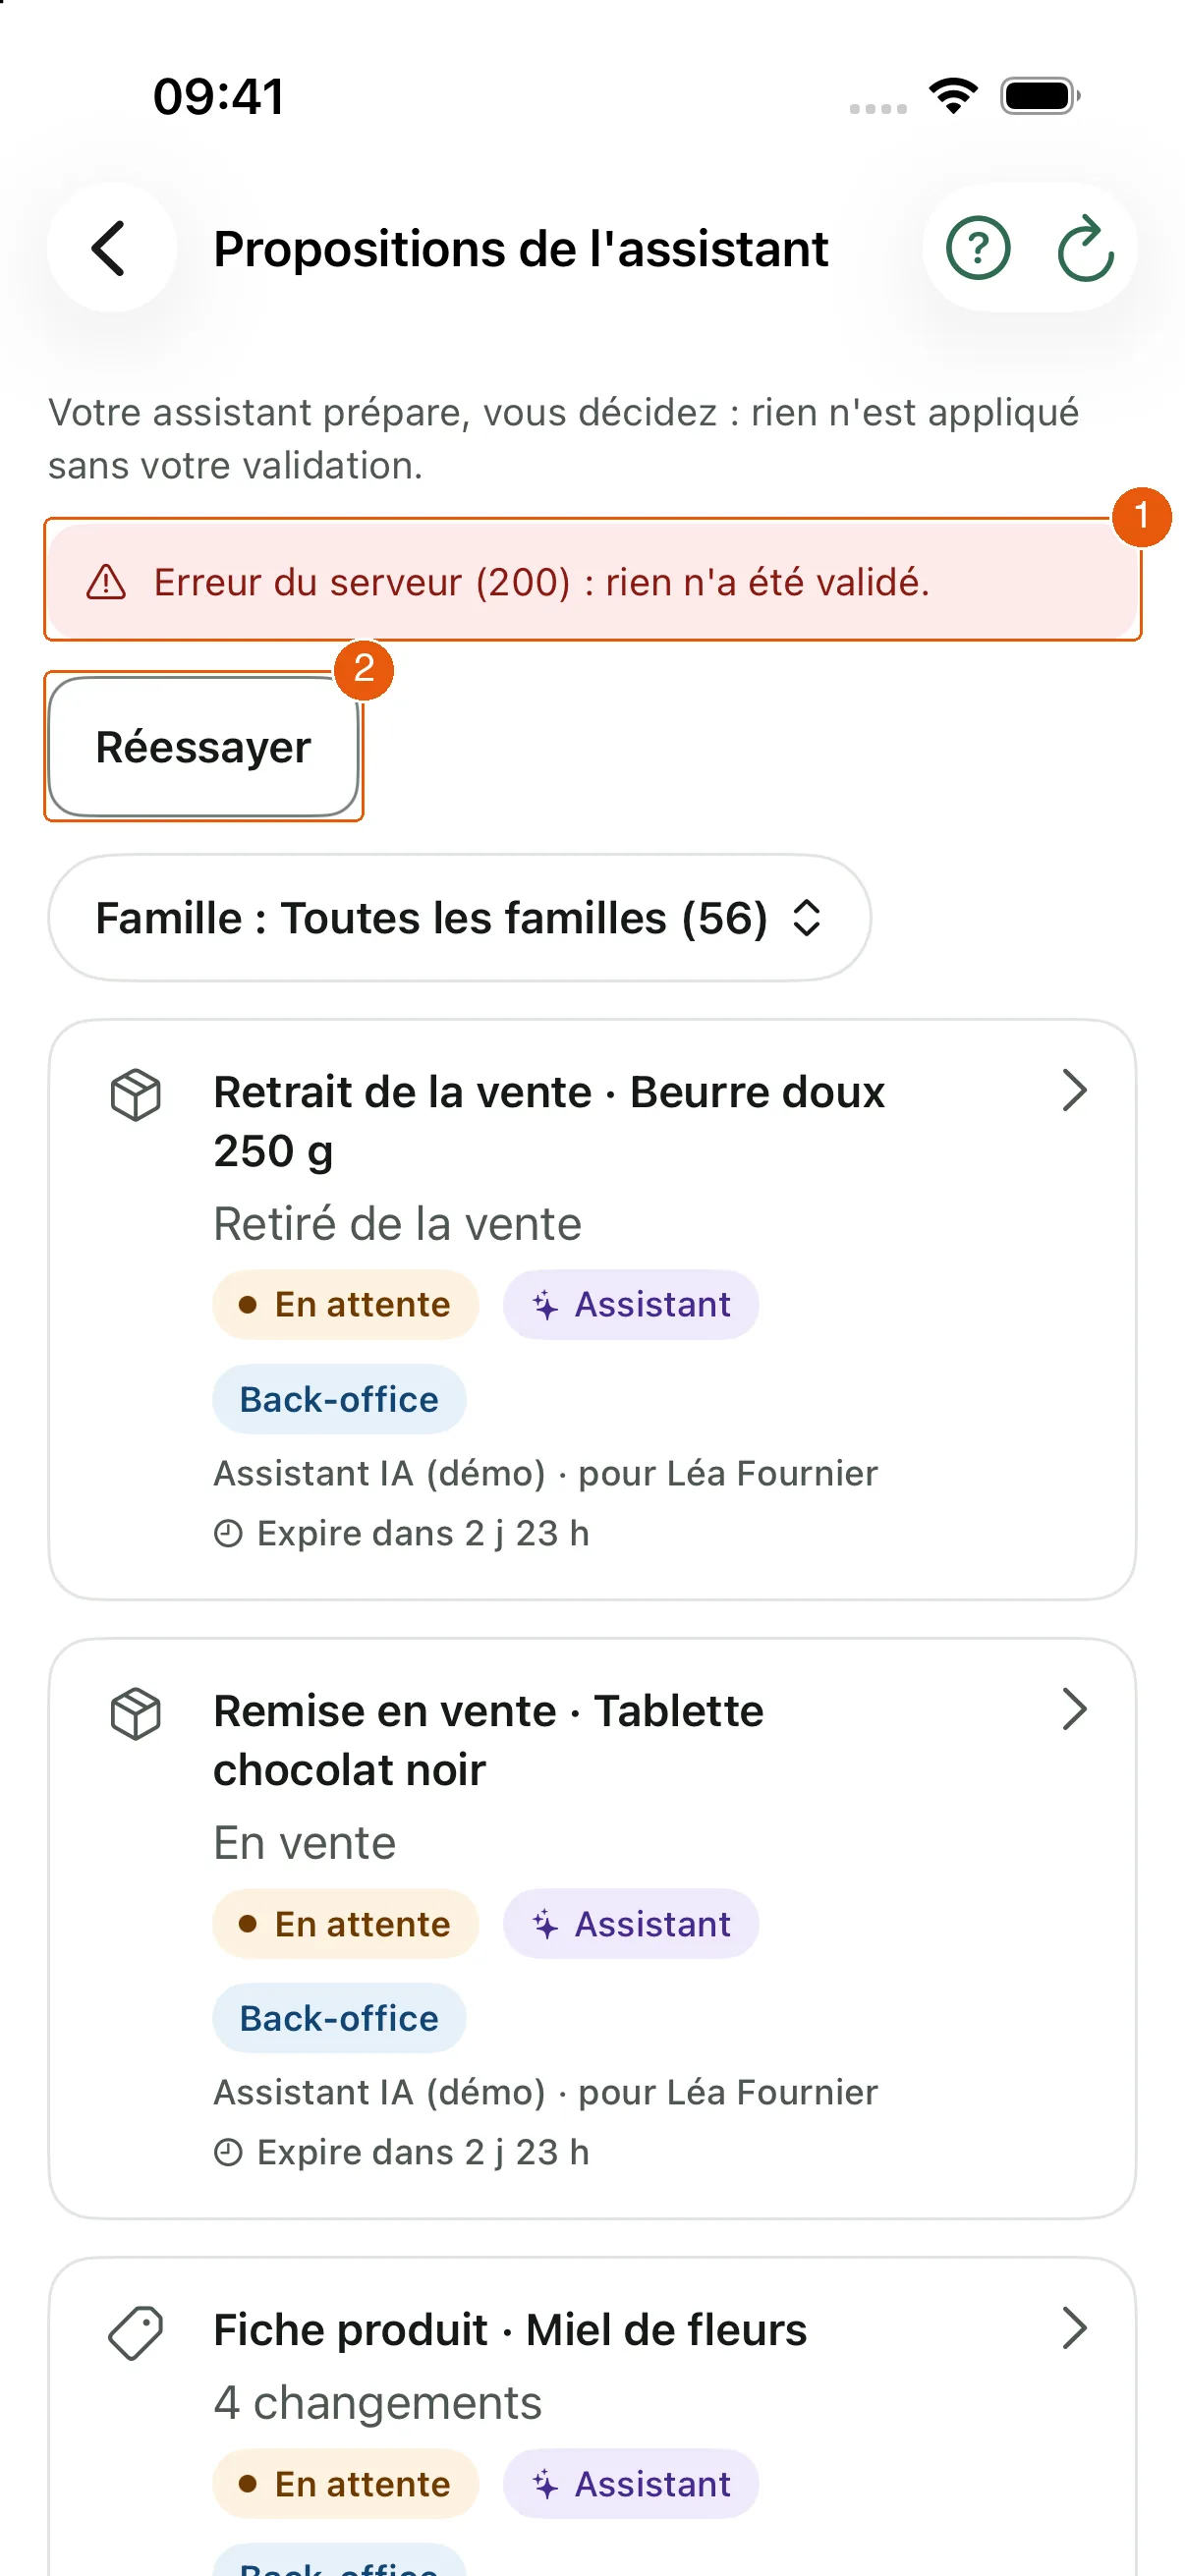 09:41
Propositions de l'assistant
?
Votre assistant prépare, vous décidez : rien n'est appliqué
sans votre validation.
1
Erreur du serveur (200) : rien n'a été validé.
2
Réessayer
Famille : Toutes les familles (56)
Retrait de la vente · Beurre doux
250 g
Retiré de la vente
En attente
Assistant
Back-office
Assistant IA (démo) · pour Léa Fournier
Expire dans 2 j 23 h
Remise en vente · Tablette
chocolat noir
En vente
En attente
Assistant
Back-office
Assistant IA (démo) · pour Léa Fournier
Expire dans 2 j 23 h
Fiche produit · Miel de fleurs
4 changements
En attente
Assistant
Back-office